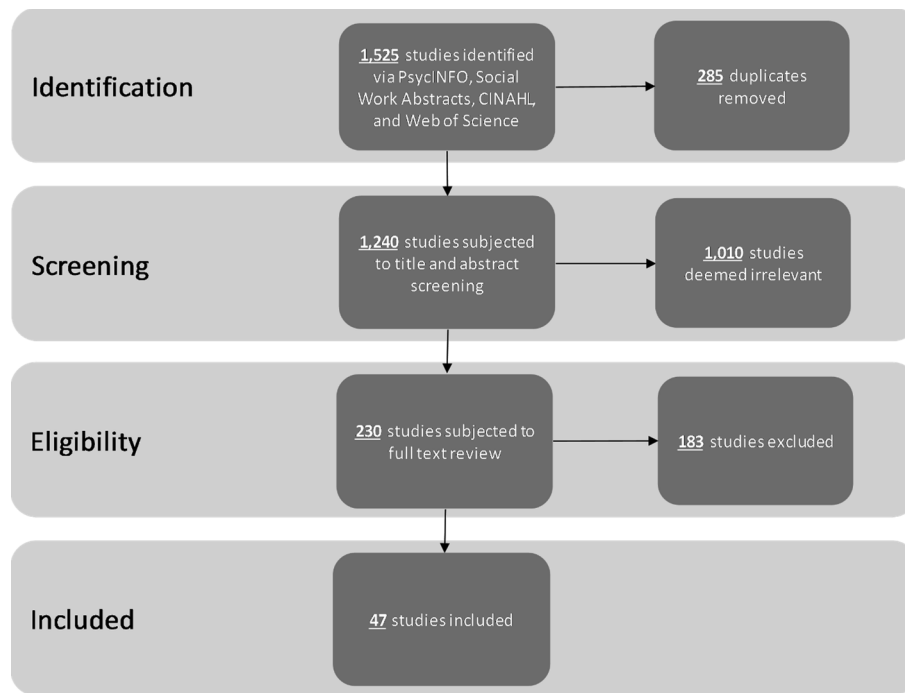 Identification
1,525 studies identified
via PsycINFO, Social
Work Abstracts, CINAHL,
and Web of Science
285 duplicates
removed
Screening
1,240 studies subjected
to title and abstract
screening
1,010 studies
deemed irrelevant
Eligibility
230 studies subjected to
full text review
183 studies excluded
Included
47 studies included